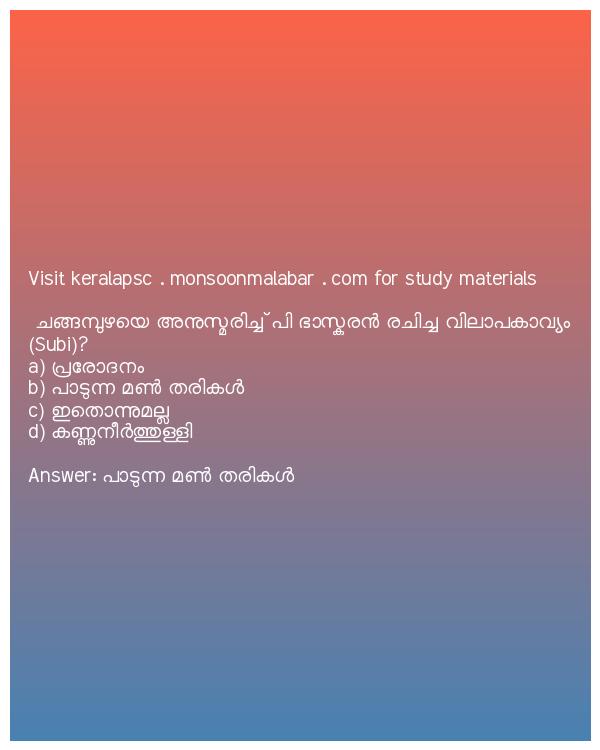 Visit keralapsc . monsoonmalabar . com for study materials
ചങ്ങമ്പുഴയെ അനുസ്മരിച്ച് പി ഭാസ്കരൻ രചിച്ച വിലാപകാവ്യം
(Subi)?
a) പ്രരോദനം
b) പാടുന്ന മൺ തരികൾ
c) ഇതൊന്നുമല്ല
d) കണ്ണുനീർത്തുള്ളി
Answer: പാടുന്ന മൺ തരികൾ